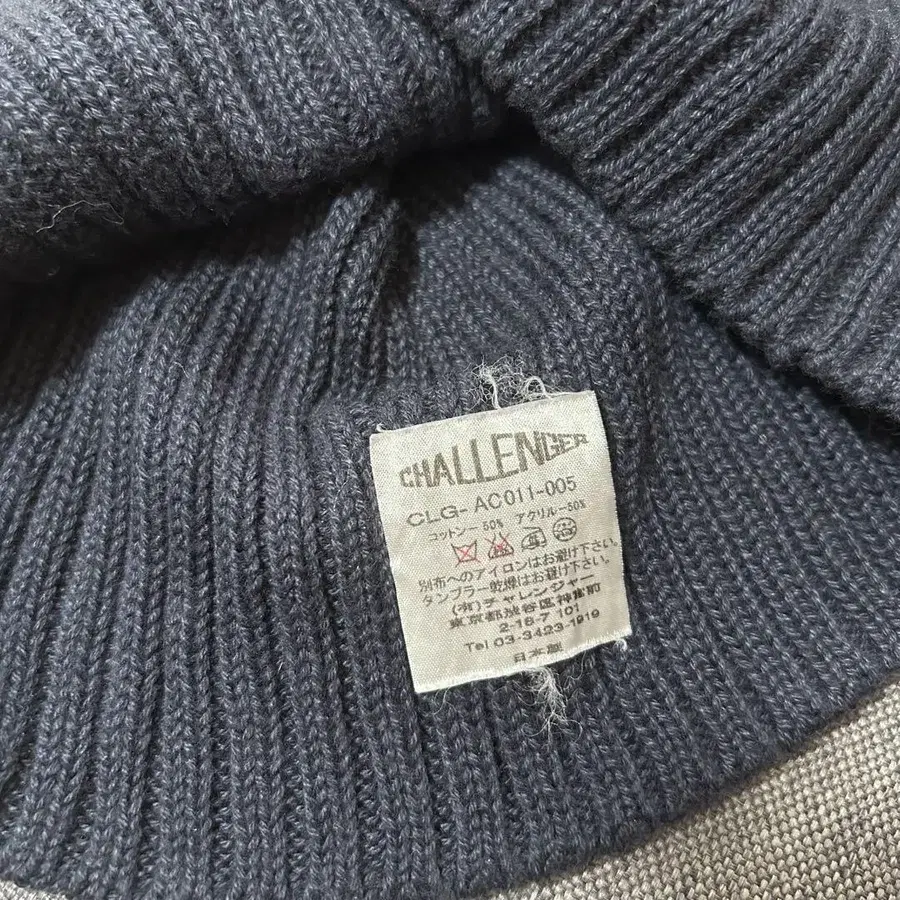 CHALLENGER
CLG-AC011-005
コットン−50% アクリル−50%
別布へのアイロンはお避け下さい。
タンブラー乾燥はお避け下さい。
(有)チャレンジャー
東京都渋谷区神宮前
2-18-7-101
Tel 03-3423-1919
日本製